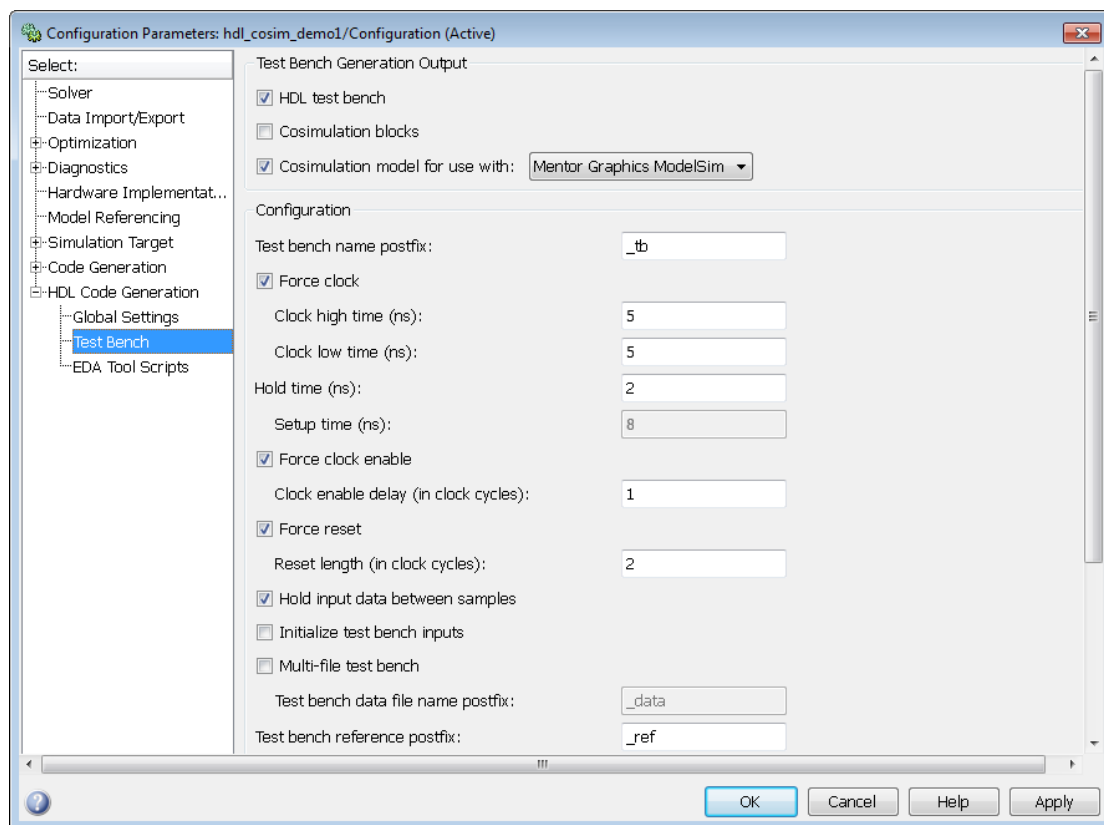 Configuration Parameters: hdl_cosim_demo1/Configuration (Active)
Select:
Solver
Data Import/Export
Optimization
Diagnostics
Hardware Implementat...
Model Referencing
Simulation Target
Code Generation
HDL Code Generation
Global Settings
Test Bench
EDA Tool Scripts
Test Bench Generation Output
HDL test bench
Cosimulation blocks
Cosimulation model for use with: Mentor Graphics ModelSim
Configuration
Test bench name postfix: _tb
Force clock
Clock high time (ns): 5
Clock low time (ns): 5
Hold time (ns): 2
Setup time (ns): 8
Force clock enable
Clock enable delay (in clock cycles): 1
Force reset
Reset length (in clock cycles): 2
Hold input data between samples
Initialize test bench inputs
Multi-file test bench
Test bench data file name postfix: _data
Test bench reference postfix: _ref
OK Cancel Help Apply